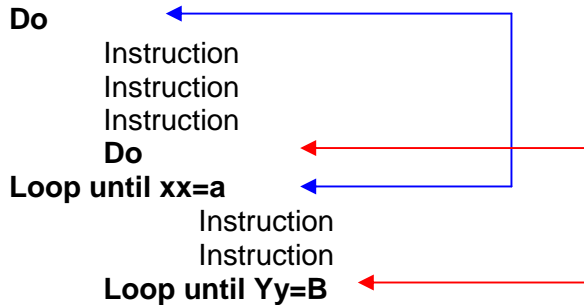 Do
Instruction
Instruction
Instruction
Do
Loop until xx=a
Instruction
Instruction
Loop until Yy=B